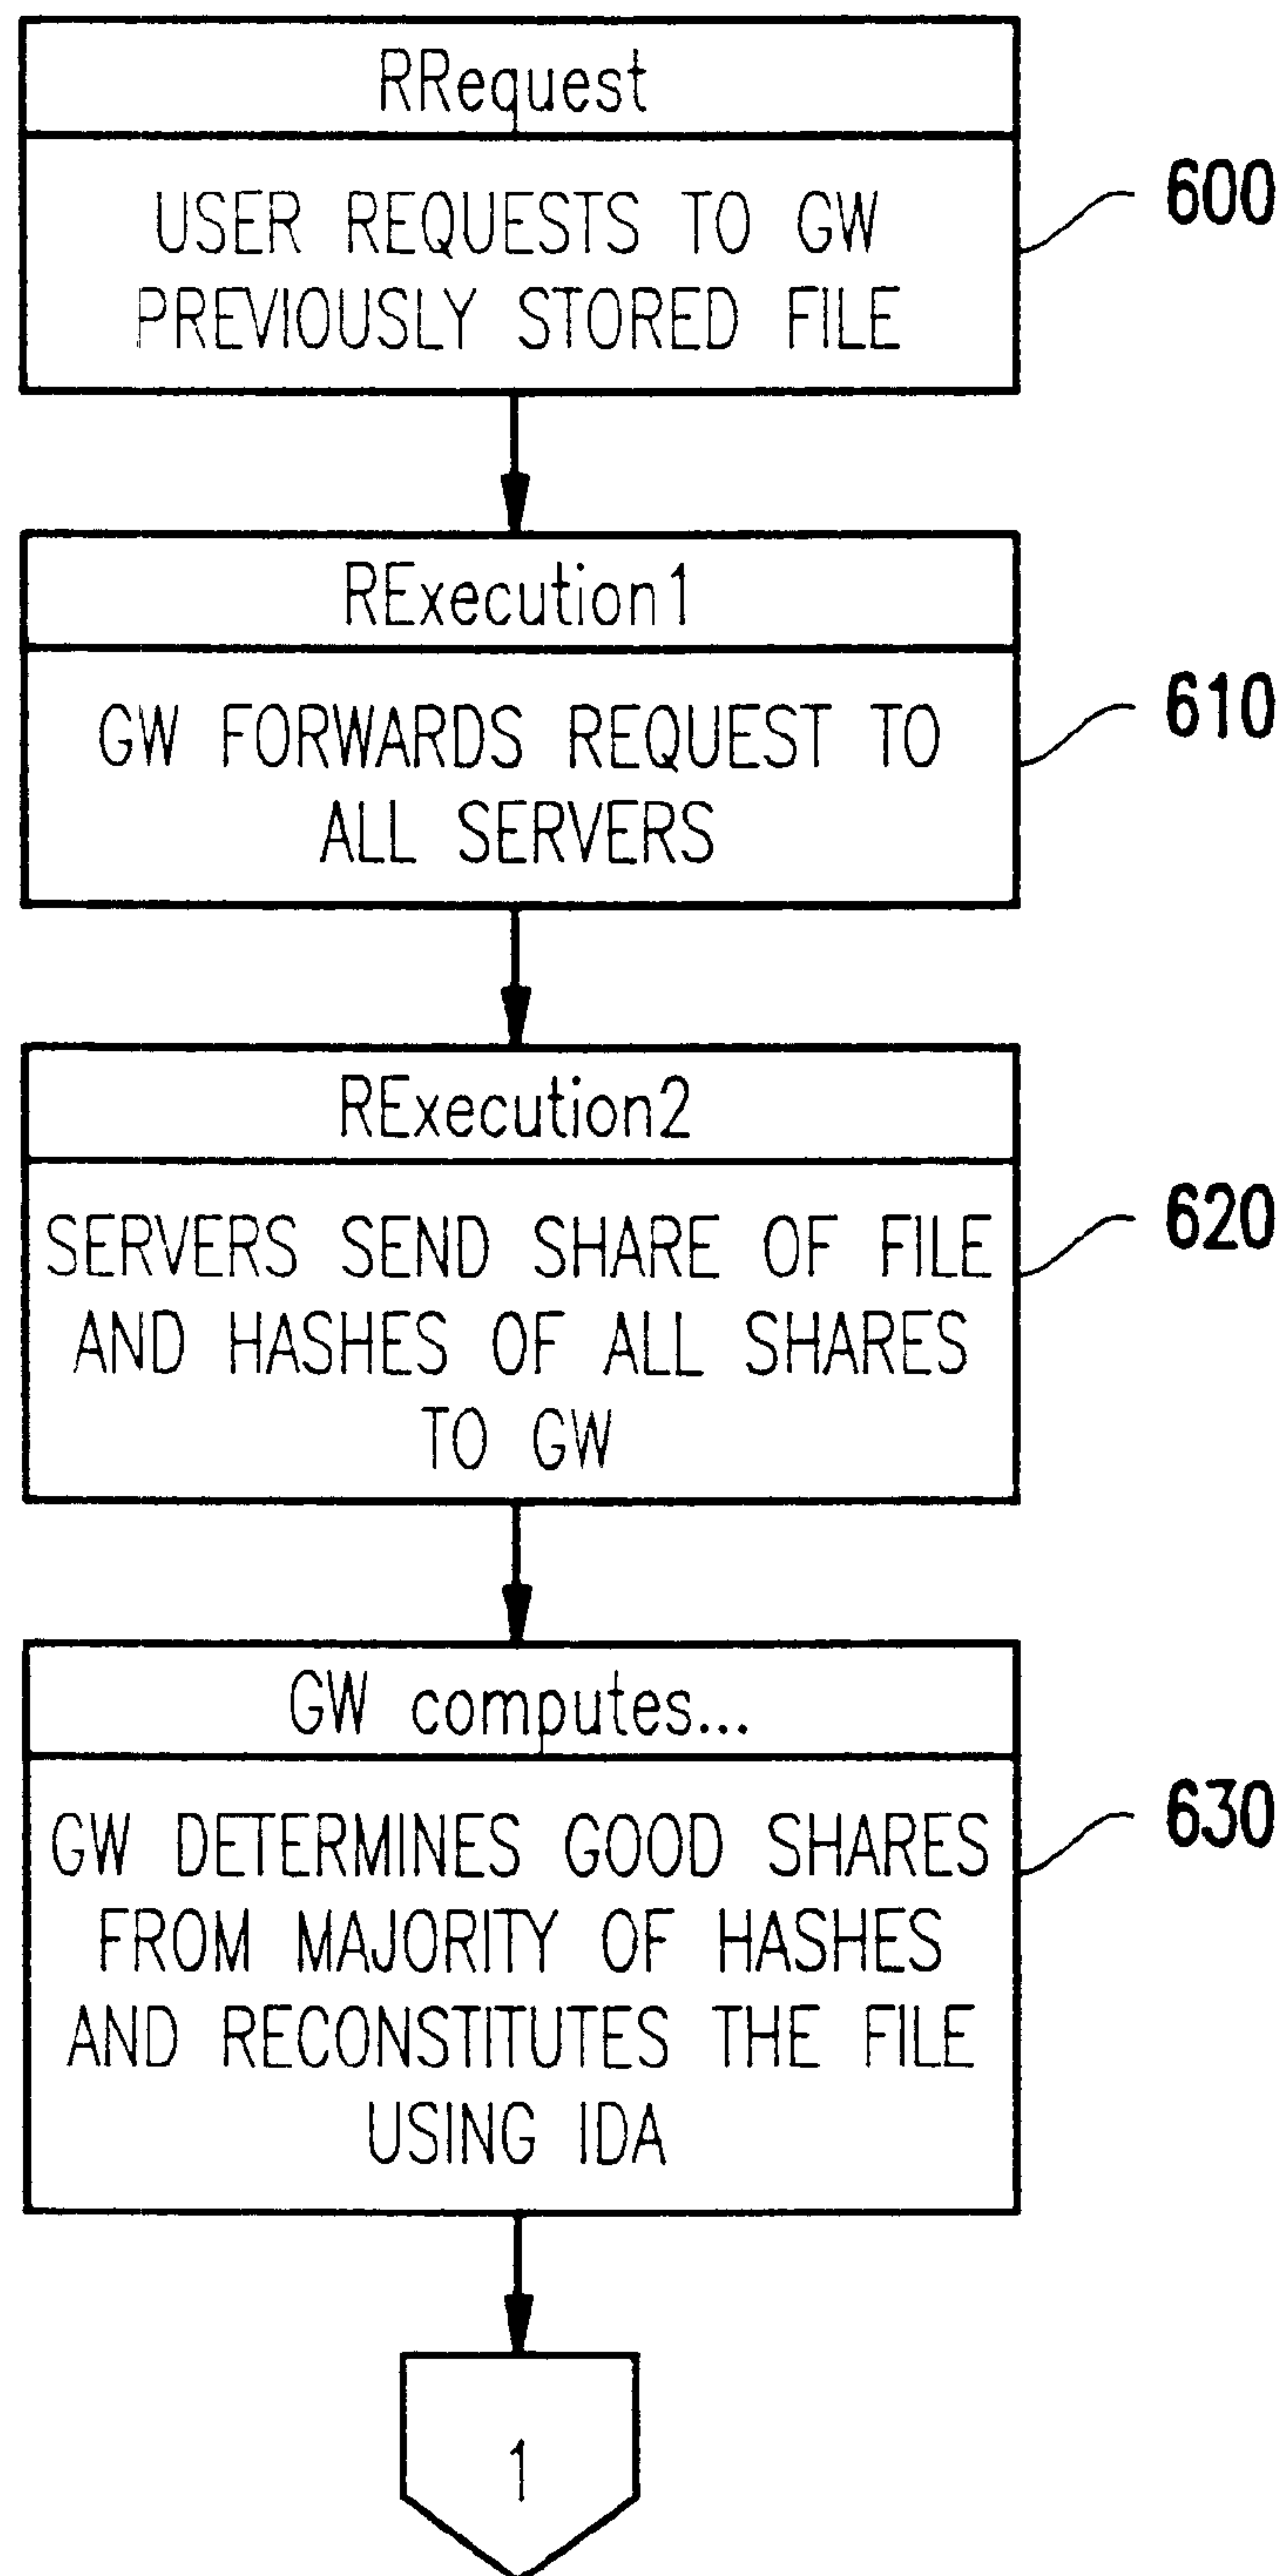 RRequest
USER REQUESTS TO GW
PREVIOUSLY STORED FILE
600
RExecution1
GW FORWARDS REQUEST TO
ALL SERVERS
610
RExecution2
SERVERS SEND SHARE OF FILE
AND HASHES OF ALL SHARES
TO GW
620
GW computes...
GW DETERMINES GOOD SHARES
FROM MAJORITY OF HASHES
AND RECONSTITUTES THE FILE
USING IDA
630
1